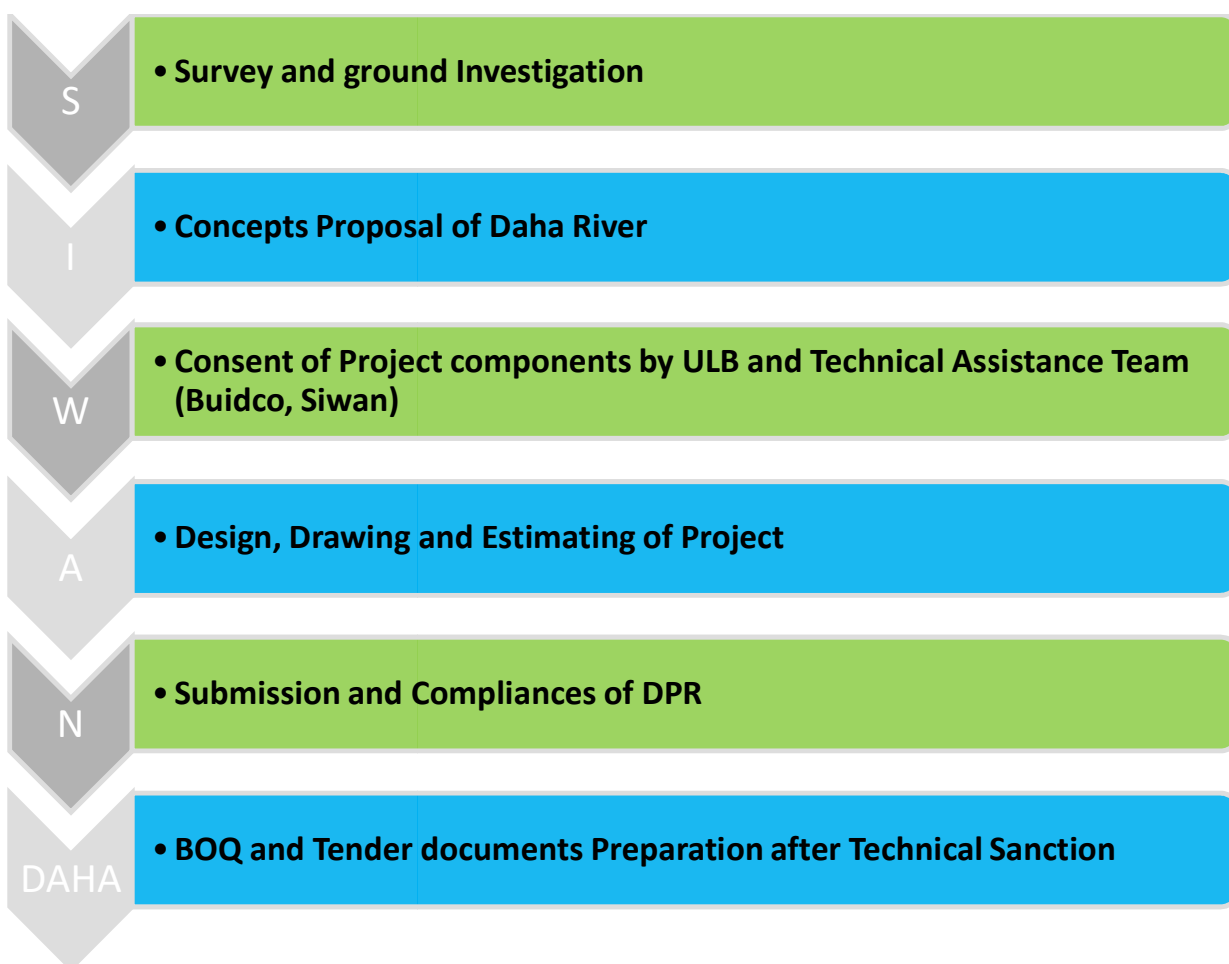 S
• Survey and ground Investigation
I
• Concepts Proposal of Daha River
W
• Consent of Project components by ULB and Technical Assistance Team
(Buidco, Siwan)
A
• Design, Drawing and Estimating of Project
N
• Submission and Compliances of DPR
DAHA
• BOQ and Tender documents Preparation after Technical Sanction